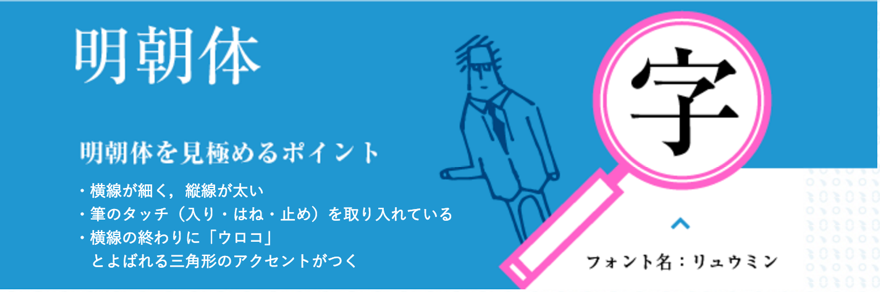 明朝体
字
明朝体を見極めるポイント
・横線が細く，縦線が太い
・筆のタッチ（入り・はね・止め）を取り入れている
・横線の終わりに「ウロコ」
とよばれる三角形のアクセントがつく
フォント名：リュウミン